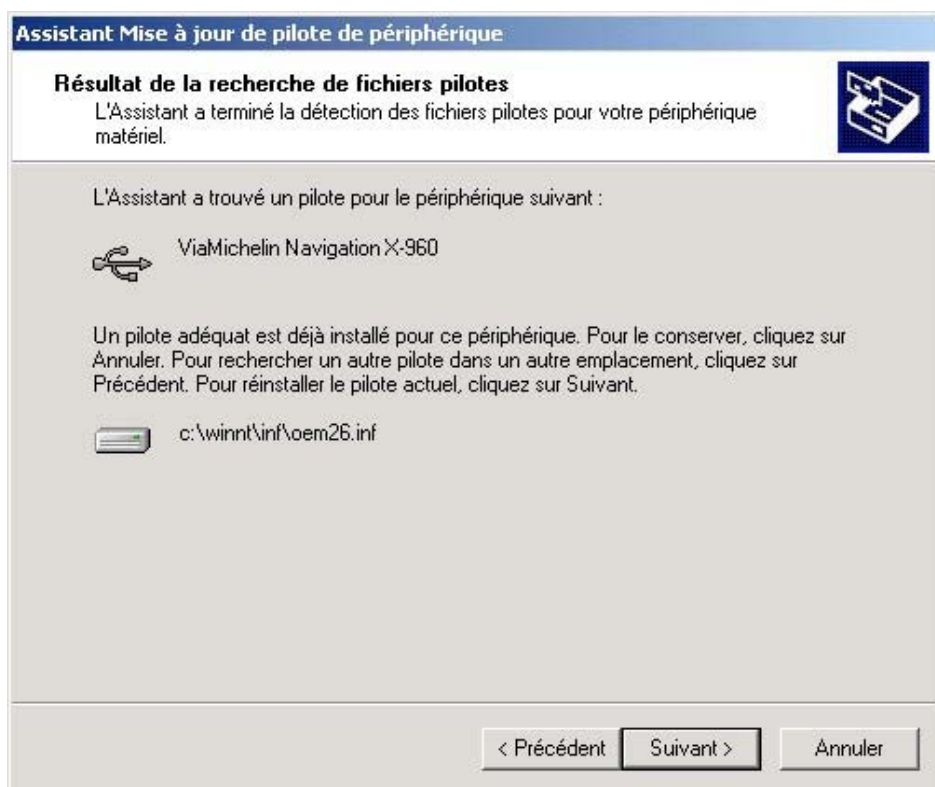 Assistant Mise à jour de pilote de périphérique
Résultat de la recherche de fichiers pilotes
L'Assistant a terminé la détection des fichiers pilotes pour votre périphérique
matériel.
L'Assistant a trouvé un pilote pour le périphérique suivant :
ViaMichelin Navigation X-960
Un pilote adéquat est déjà installé pour ce périphérique. Pour le conserver, cliquez sur
Annuler. Pour rechercher un autre pilote dans un autre emplacement, cliquez sur
Précédent. Pour réinstaller le pilote actuel, cliquez sur Suivant.
c:\winnt\inf\oem26.inf
< Précédent Suivant > Annuler